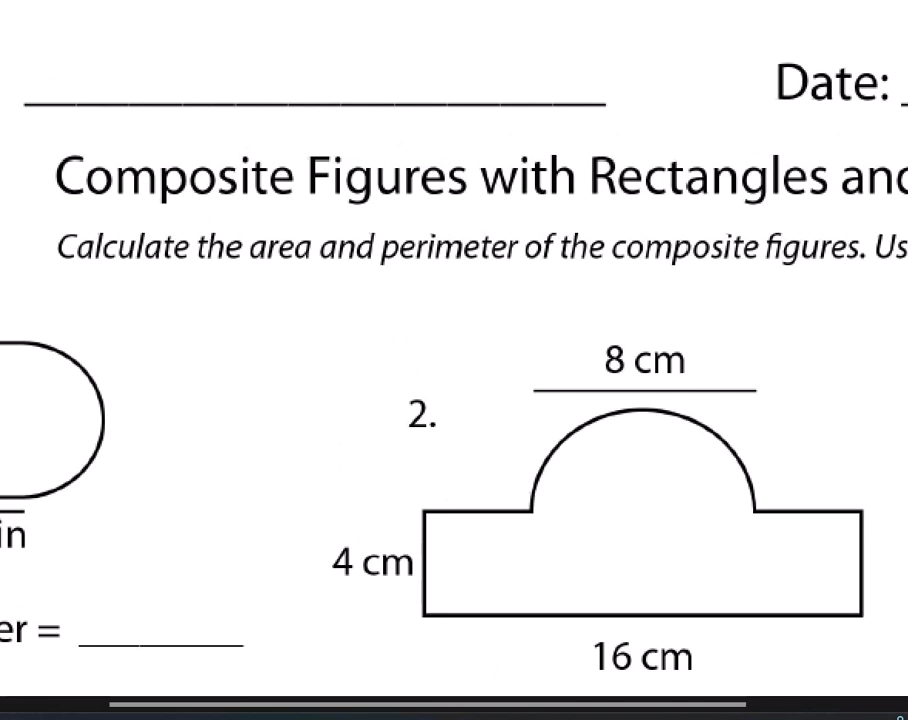 Date:
Composite Figures with Rectangles and
Calculate the area and perimeter of the composite figures. Us
8 cm
2.
4 cm
in
er =
16 cm